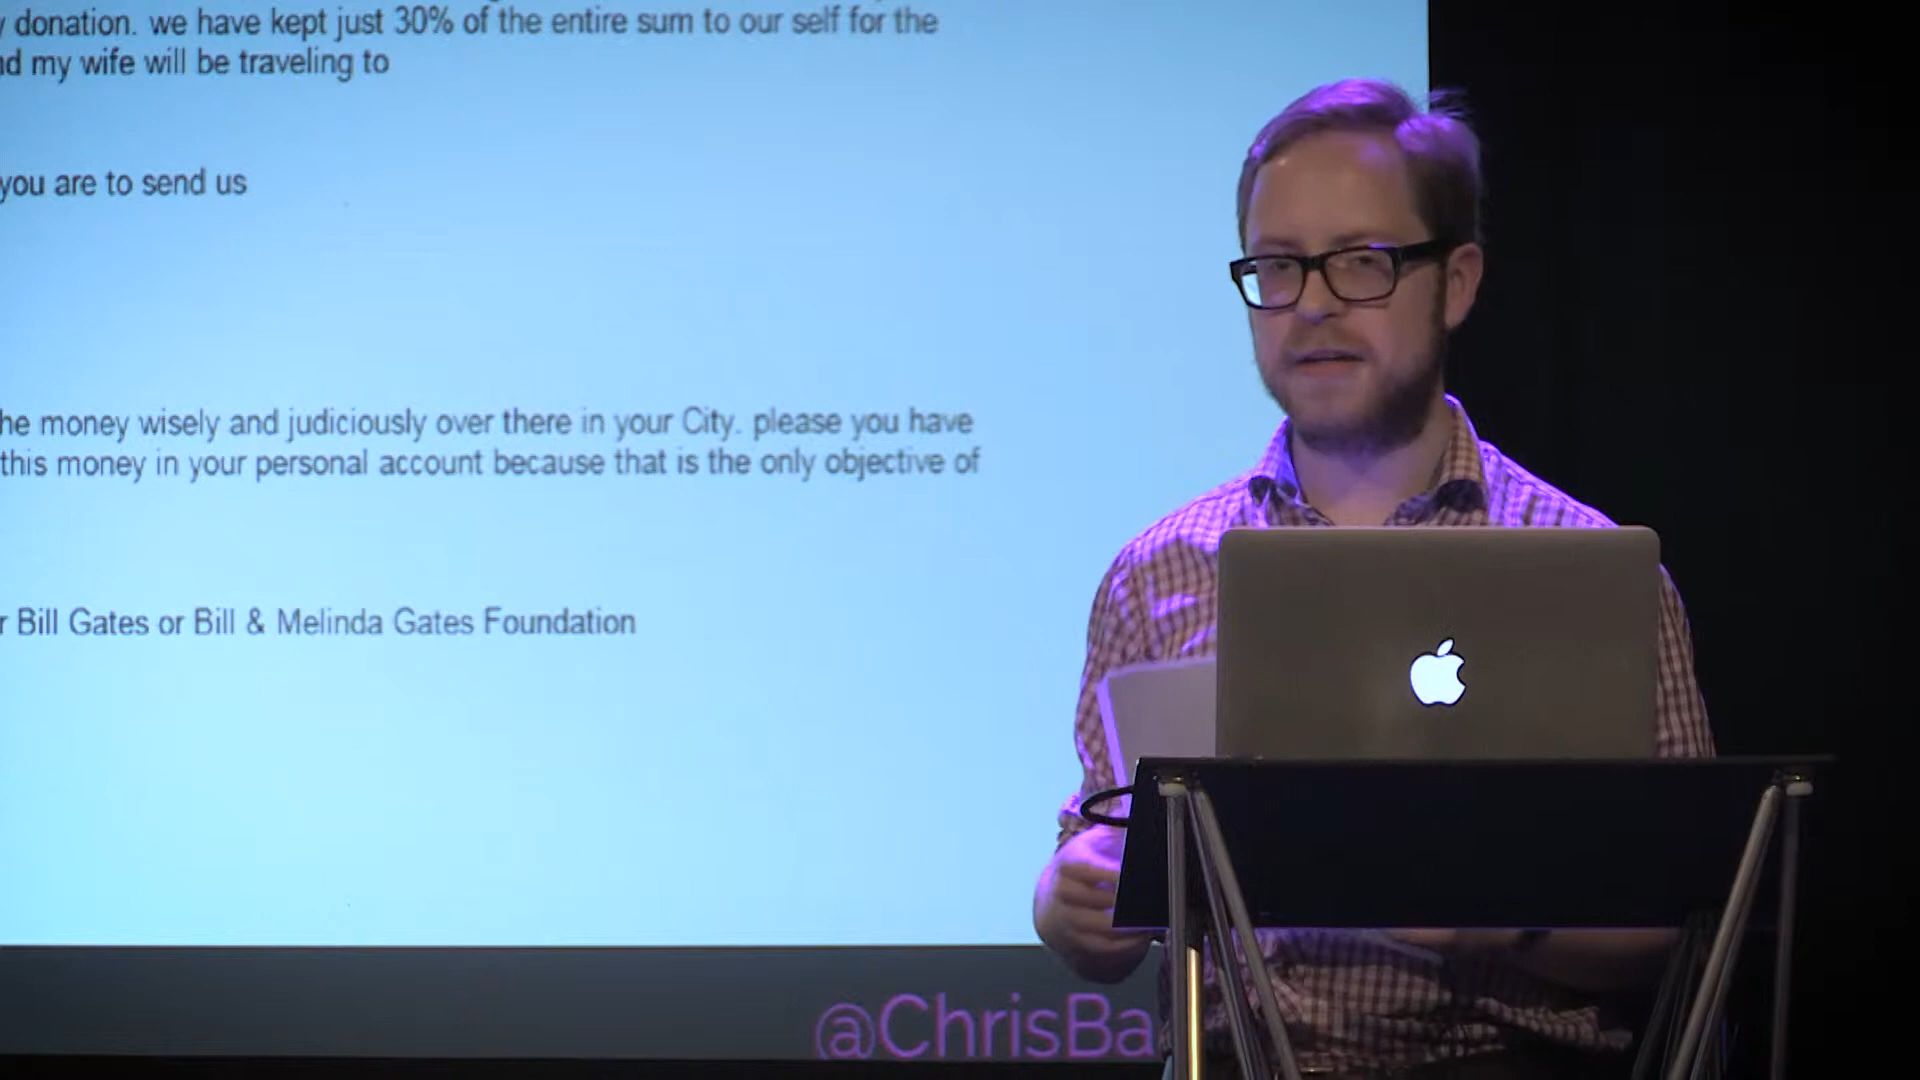 donation. we have kept just 30% of the entire sum to our self for the
my wife will be traveling to
you are to send us
money wisely and judiciously over there in your City. please you have
this money in your personal account because that is the only objective of
Bill Gates or Bill & Melinda Gates Foundation
@ChrisBa